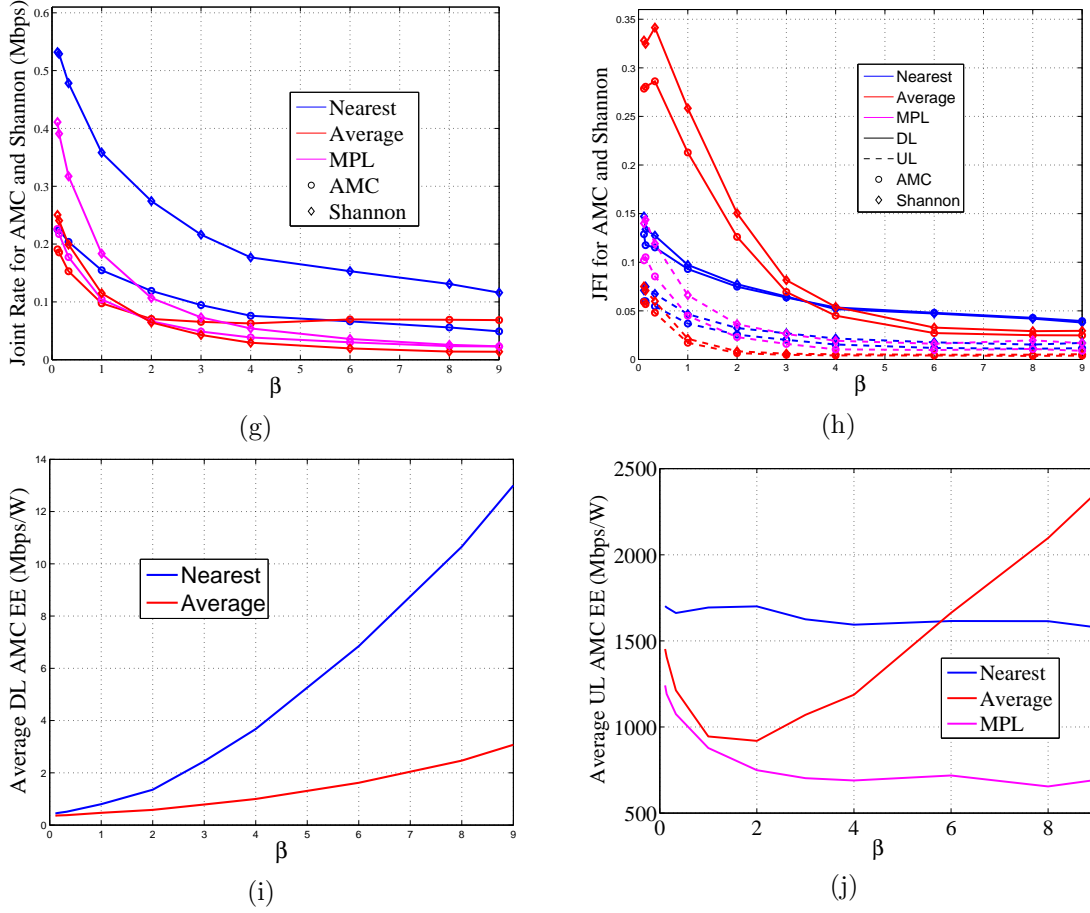 Joint Rate for AMC and Shannon (Mbps)
0.6
0.5
0.4
0.3
0.2
0.1
0
0 1 2 3 4 5 6 7 8 9
β
Nearest
Average
MPL
AMC
Shannon
(g)
JFI for AMC and Shannon
0.35
0.3
0.25
0.2
0.15
0.1
0.05
0
0 1 2 3 4 5 6 7 8 9
β
Nearest
Average
MPL
DL
UL
AMC
Shannon
(h)
Average DL AMC EE (Mbps/W)
14
12
10
8
6
4
2
0
0 1 2 3 4 5 6 7 8 9
β
Nearest
Average
(i)
Average UL AMC EE (Mbps/W)
2500
2000
1500
1000
500
0 2 4 6 8
β
Nearest
Average
MPL
(j)